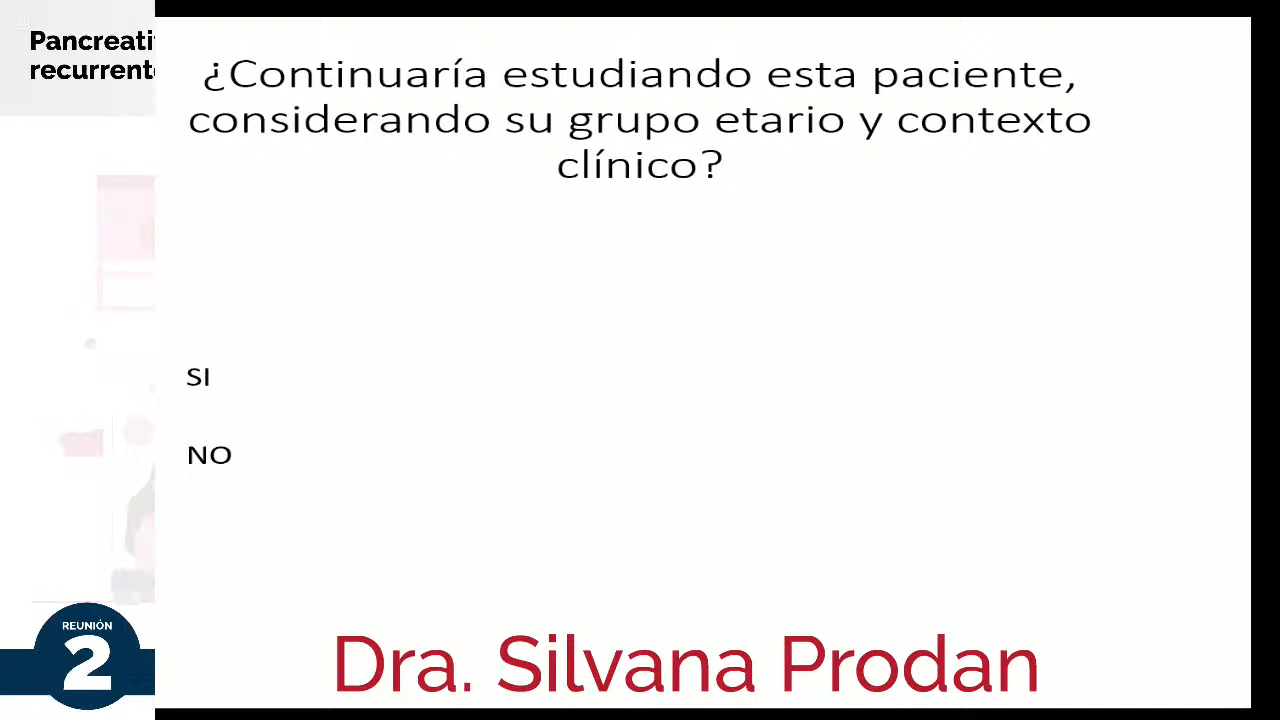 Pancreati
recurrent
¿Continuaría estudiando esta paciente,
considerando su grupo etario y contexto
clínico?
SI
NO
REUNIÓN
2
Dra. Silvana Prodan